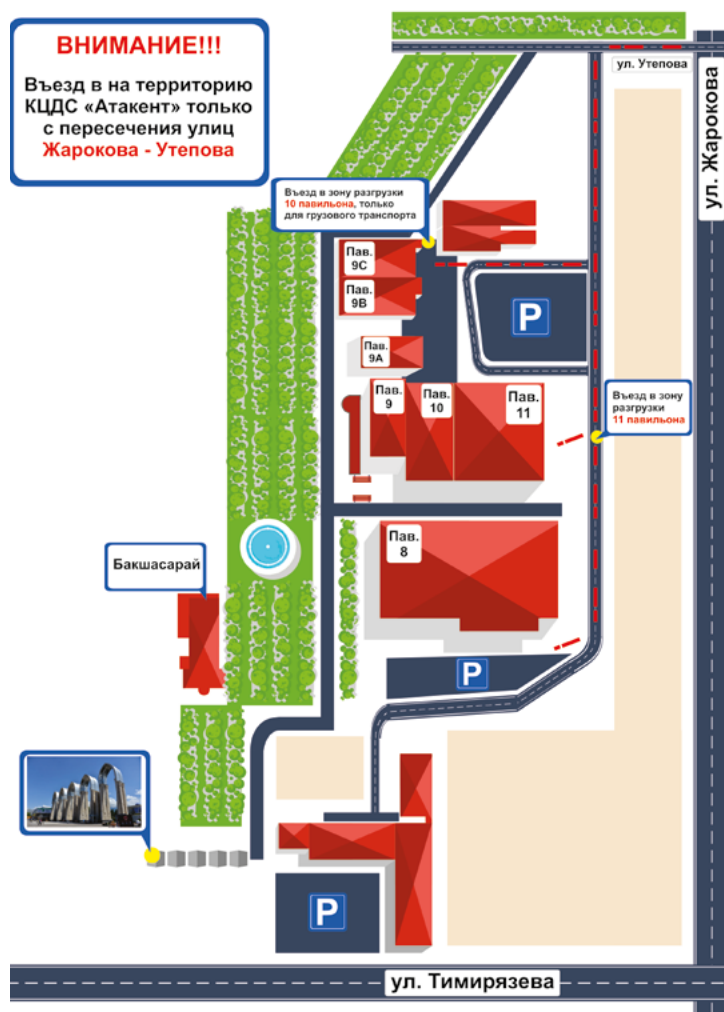 ВНИМАНИЕ!!!
Въезд в на территорию
КЦДС «Атакент» только
с пересечения улиц
Жарокова - Утепова
ул. Утепова
ул. Жарокова
Въезд в зону разгрузки
10 павильона, только
для грузового транспорта
Пав.
9С
Пав.
9В
P
Пав.
9А
Пав.
9
Пав.
10
Пав.
11
Въезд в зону
разгрузки
11 павильона
Пав.
8
Бакшасарай
P
P
ул. Тимирязева